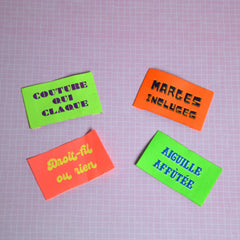 COUTURE
QUI
CLAQUE
MARGES
INCLUSES
Droit-fil
ou rien
AIGUILLE
AFFÛTÉE